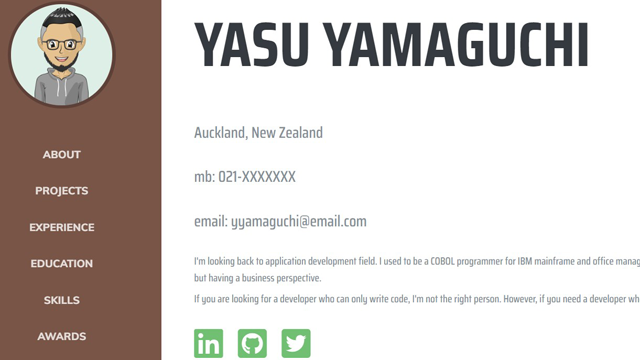 YASU YAMAGUCHI
Auckland, New Zealand
mb: 021-XXXXXXX
email: yyamaguchi@email.com
ABOUT
PROJECTS
EXPERIENCE
EDUCATION
SKILLS
AWARDS
I'm looking back to application development field. I used to be a COBOL programmer for IBM mainframe and office manag
but having a business perspective.
If you are looking for a developer who can only write code, I'm not the right person. However, if you need a developer wh
in